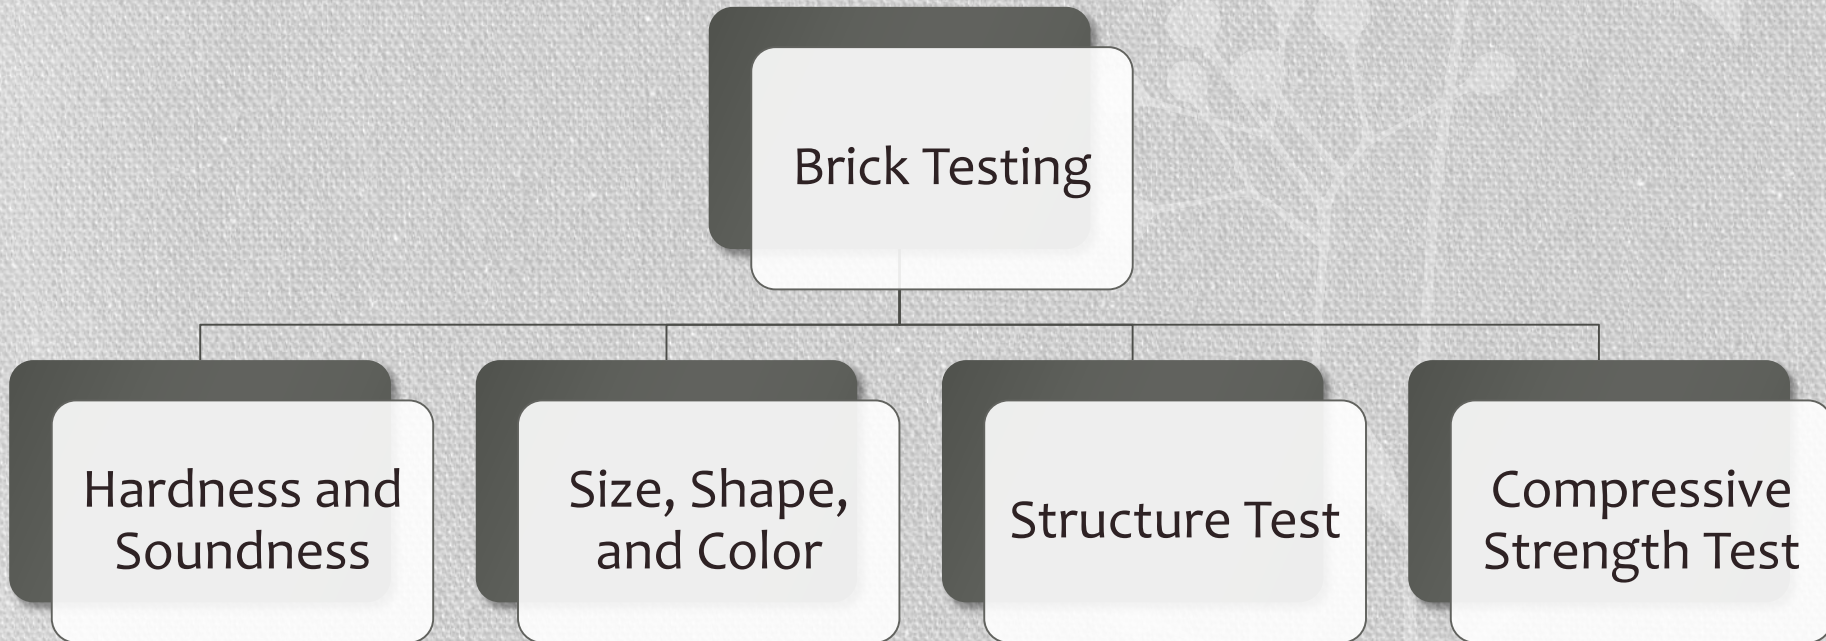 Brick Testing
Hardness and
Soundness
Size, Shape,
and Color
Structure Test
Compressive
Strength Test